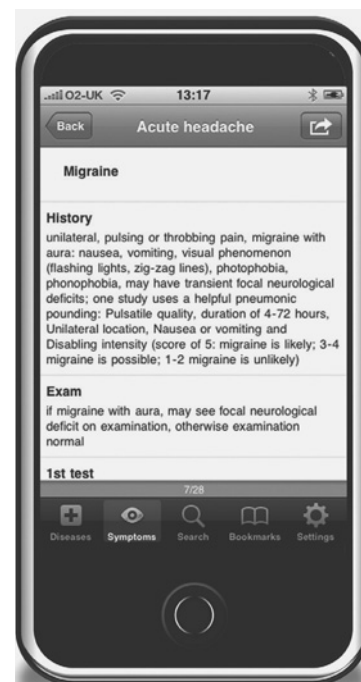 O2-UK 13:17
Back Acute headache
Migraine
History
unilateral, pulsing or throbbing pain, migraine with
aura: nausea, vomiting, visual phenomenon
(flashing lights, zig-zag lines), photophobia,
phonophobia, may have transient focal neurological
deficits; one study uses a helpful pneumonic
pounding: Pulsatile quality, duration of 4-72 hours,
Unilateral location, Nausea or vomiting and
Disabling intensity (score of 5: migraine is likely; 3-4
migraine is possible; 1-2 migraine is unlikely)
Exam
if migraine with aura, may see focal neurological
deficit on examination, otherwise examination
normal
1st test
7/28
Diseases Symptoms Search Bookmarks Settings